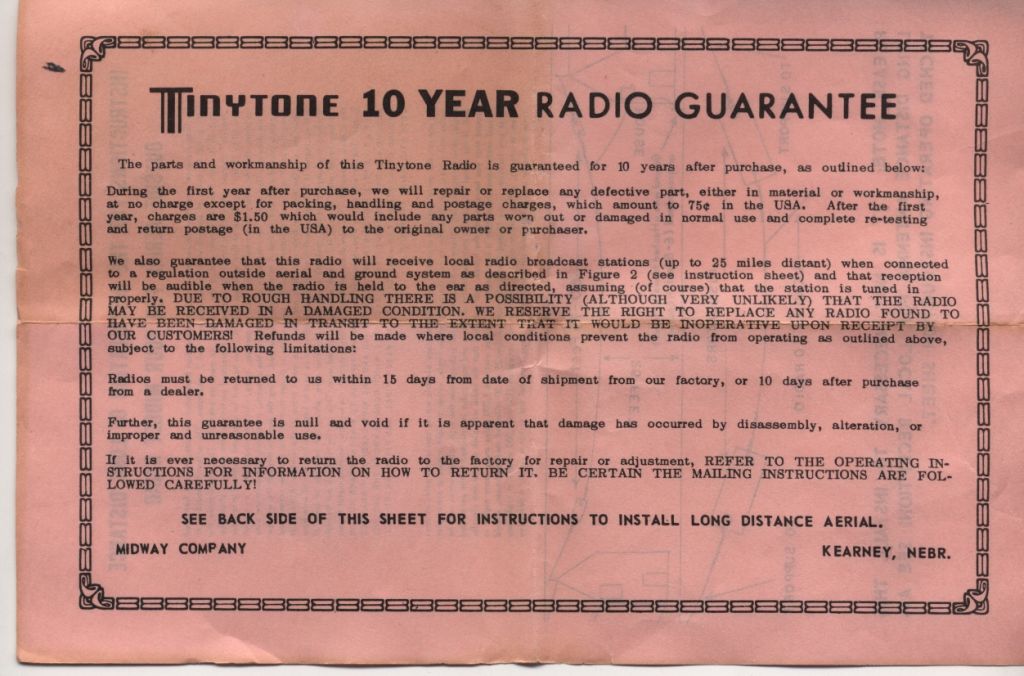 TINYTONE 10 YEAR RADIO GUARANTEE
The parts and workmanship of this Tinytone Radio is guaranteed for 10 years after purchase, as outlined below:
During the first year after purchase, we will repair or replace any defective part, either in material or workmanship,
at no charge except for packing, handling and postage charges, which amount to 75¢ in the USA. After the first
year, charges are $1.50 which would include any parts worn out or damaged in normal use and complete re-testing
and return postage (in the USA) to the original owner or purchaser.
We also guarantee that this radio will receive local radio broadcast stations (up to 25 miles distant) when connected
to a regulation outside aerial and ground system as described in Figure 2 (see instruction sheet) and that reception
will be audible when the radio is held to the ear as directed, assuming (of course) that the station is tuned in
properly. DUE TO ROUGH HANDLING THERE IS A POSSIBILITY (ALTHOUGH VERY UNLIKELY) THAT THE RADIO
MAY BE RECEIVED IN A DAMAGED CONDITION. WE RESERVE THE RIGHT TO REPLACE ANY RADIO FOUND TO
HAVE BEEN DAMAGED IN TRANSIT TO THE EXTENT THAT IT WOULD BE INOPERATIVE UPON RECEIPT BY
OUR CUSTOMERS! Refunds will be made where local conditions prevent the radio from operating as outlined above,
subject to the following limitations:
Radios must be returned to us within 15 days from date of shipment from our factory, or 10 days after purchase
from a dealer.
Further, this guarantee is null and void if it is apparent that damage has occurred by disassembly, alteration, or
improper and unreasonable use.
If it is ever necessary to return the radio to the factory for repair or adjustment, REFER TO THE OPERATING IN-
STRUCTIONS FOR INFORMATION ON HOW TO RETURN IT. BE CERTAIN THE MAILING INSTRUCTIONS ARE FOL-
LOWED CAREFULLY!
SEE BACK SIDE OF THIS SHEET FOR INSTRUCTIONS TO INSTALL LONG DISTANCE AERIAL.
MIDWAY COMPANY
KEARNEY, NEBR.